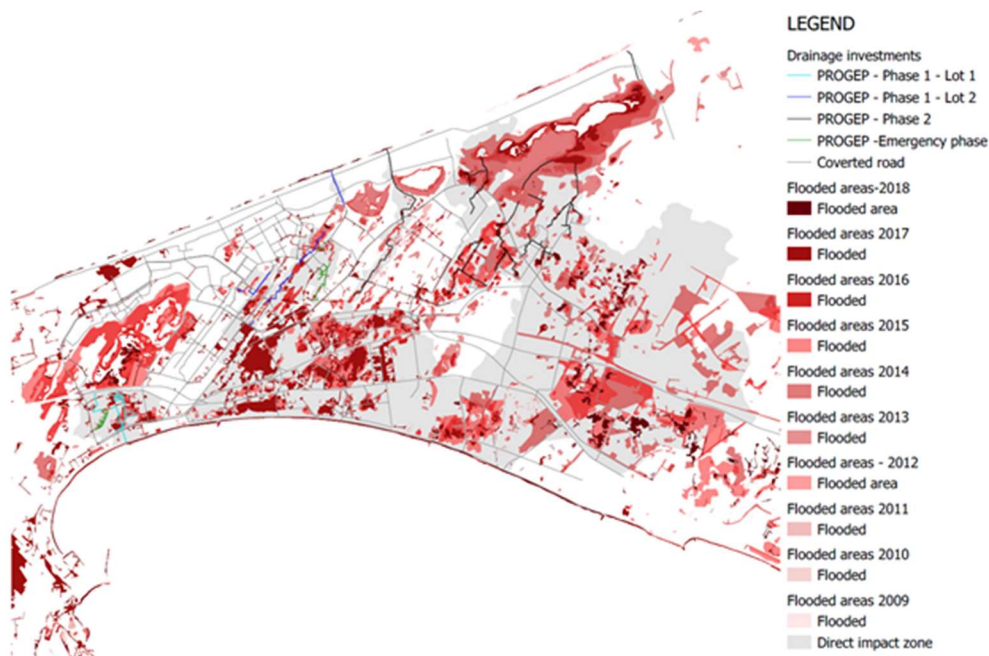 LEGEND
Drainage investments
PROGEP - Phase 1 - Lot 1
PROGEP - Phase 1 - Lot 2
PROGEP - Phase 2
PROGEP -Emergency phase
Coverted road
Flooded areas-2018
Flooded area
Flooded areas 2017
Flooded
Flooded areas 2016
Flooded
Flooded areas 2015
Flooded
Flooded areas 2014
Flooded
Flooded areas 2013
Flooded
Flooded areas - 2012
Flooded area
Flooded areas 2011
Flooded
Flooded areas 2010
Flooded
Flooded areas 2009
Flooded
Direct impact zone